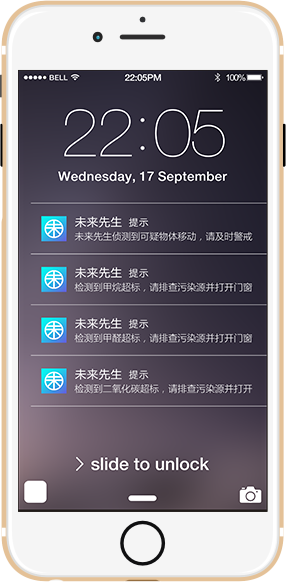 BELL 22:05PM 100%
22:05
Wednesday, 17 September
未来先生 提示
未来先生侦测到可疑物体移动，请及时警戒
未来先生 提示
检测到甲烷超标，请排查污染源并打开门窗
未来先生 提示
检测到甲醛超标，请排查污染源并打开门窗
未来先生 提示
检测到二氧化碳超标，请排查污染源并打开
> slide to unlock